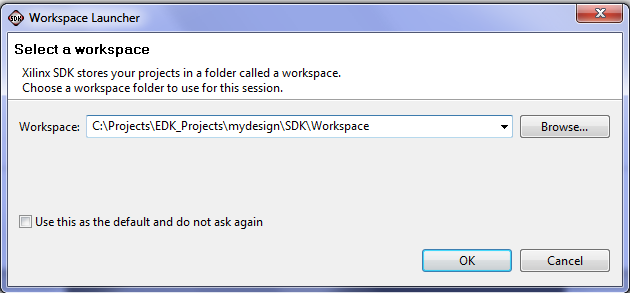 SDK Workspace Launcher
Select a workspace
Xilinx SDK stores your projects in a folder called a workspace.
Choose a workspace folder to use for this session.
Workspace: C:\Projects\EDK_Projects\mydesign\SDK\Workspace Browse...
Use this as the default and do not ask again
OK Cancel